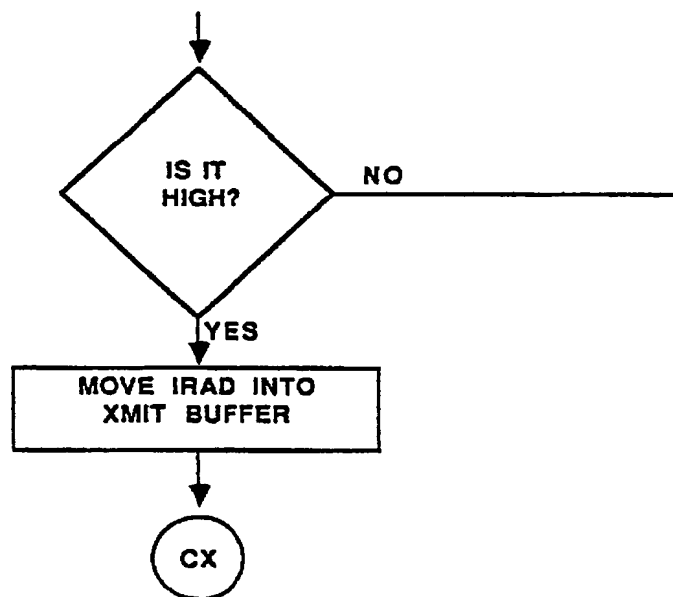 IS IT
HIGH?
NO
YES
MOVE IRAD INTO
XMIT BUFFER
CX